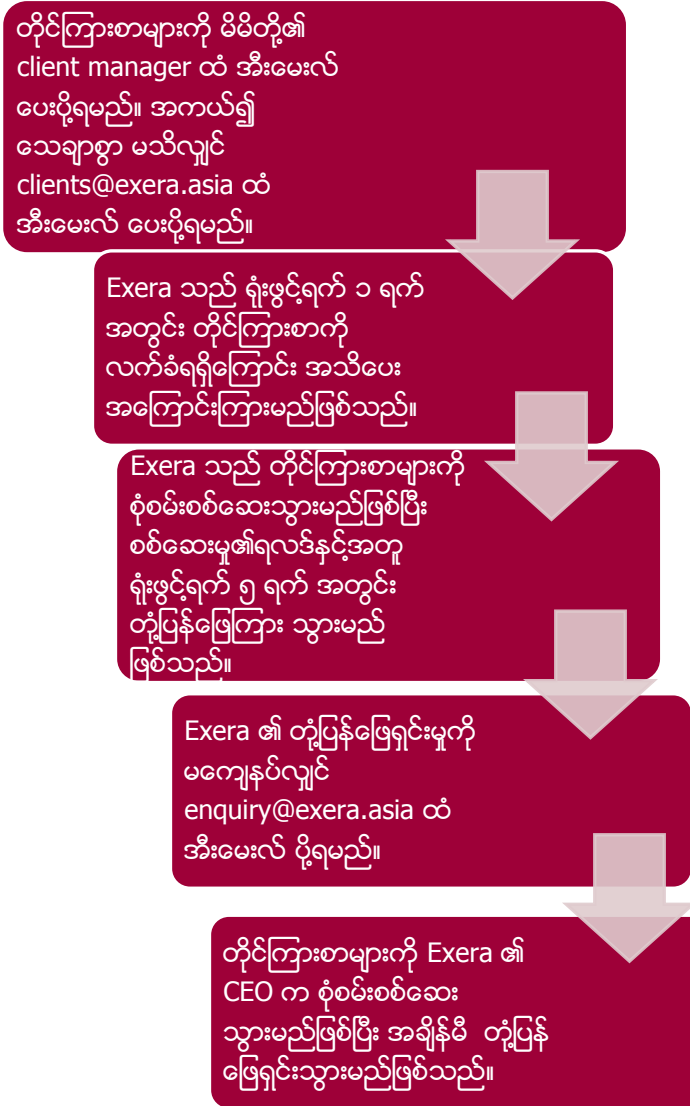 တိုင်ကြားစာများကို မိမိတို့၏
client manager ထံ အီးမေးလ်
ပေးပို့ရမည်။ အကယ်၍
သေချာစွာ မသိလျှင်
clients@exera.asia ထံ
အီးမေးလ် ပေးပို့ရမည်။
Exera သည် ရုံးဖွင့်ရက် ၁ ရက်
အတွင်း တိုင်ကြားစာကို
လက်ခံရရှိကြောင်း အသိပေး
အကြောင်းကြားမည်ဖြစ်သည်။
Exera သည် တိုင်ကြားစာများကို
စုံစမ်းစစ်ဆေးသွားမည်ဖြစ်ပြီး
စစ်ဆေးမှု၏ရလဒ်နှင့်အတူ
ရုံးဖွင့်ရက် ၅ ရက် အတွင်း
တုံ့ပြန်ဖြေကြား သွားမည်
ဖြစ်သည်။
Exera ၏ တုံ့ပြန်ဖြေရှင်းမှုကို
မကျေနပ်လျှင်
enquiry@exera.asia ထံ
အီးမေးလ် ပို့ရမည်။
တိုင်ကြားစာများကို Exera ၏
CEO က စုံစမ်းစစ်ဆေး
သွားမည်ဖြစ်ပြီး အချိန်မီ တုံ့ပြန်
ဖြေရှင်းသွားမည်ဖြစ်သည်။